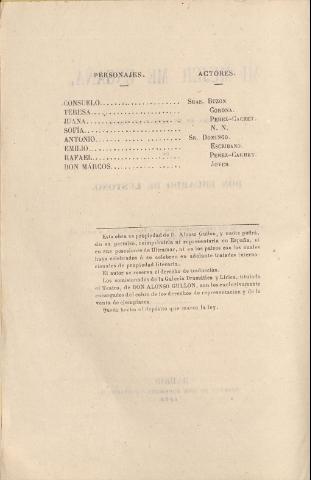 PERSONAJES. ACTORES.
CONSUELO........................ SRAS. BUZON
TERESA........................ CORONA.
JUANA........................ PEREZ-CACHET.
SOFÍA........................ N. N.
ANTONIO........................ SR. DOMINGO.
EMILIO........................ ESCRIBANO.
RAFAEL........................ PEREZ-CACHET.
DON MÁRCOS........................ JOVER
Esta obra es propiedad de D. Alonso Gullon, y nadie podrá,
sin su permiso, reimprimirla ni representarla en España, ni
en sus posesiones de Ultramar, ni en los países con los cuales
haya celebrados ó se celebren en adelante tratados interna-
cionales de propiedad literaria.
El autor se reserva el derecho de traduccion.
Los comisionados de la Galería Dramática y Lírica, titulada
el Teatro, de DON ALONSO GULLON, son los exclusivamente
encargados del cobro de los derechos de representacion y de la
venta de ejemplares.
Queda hecho el depósito que marca la ley.